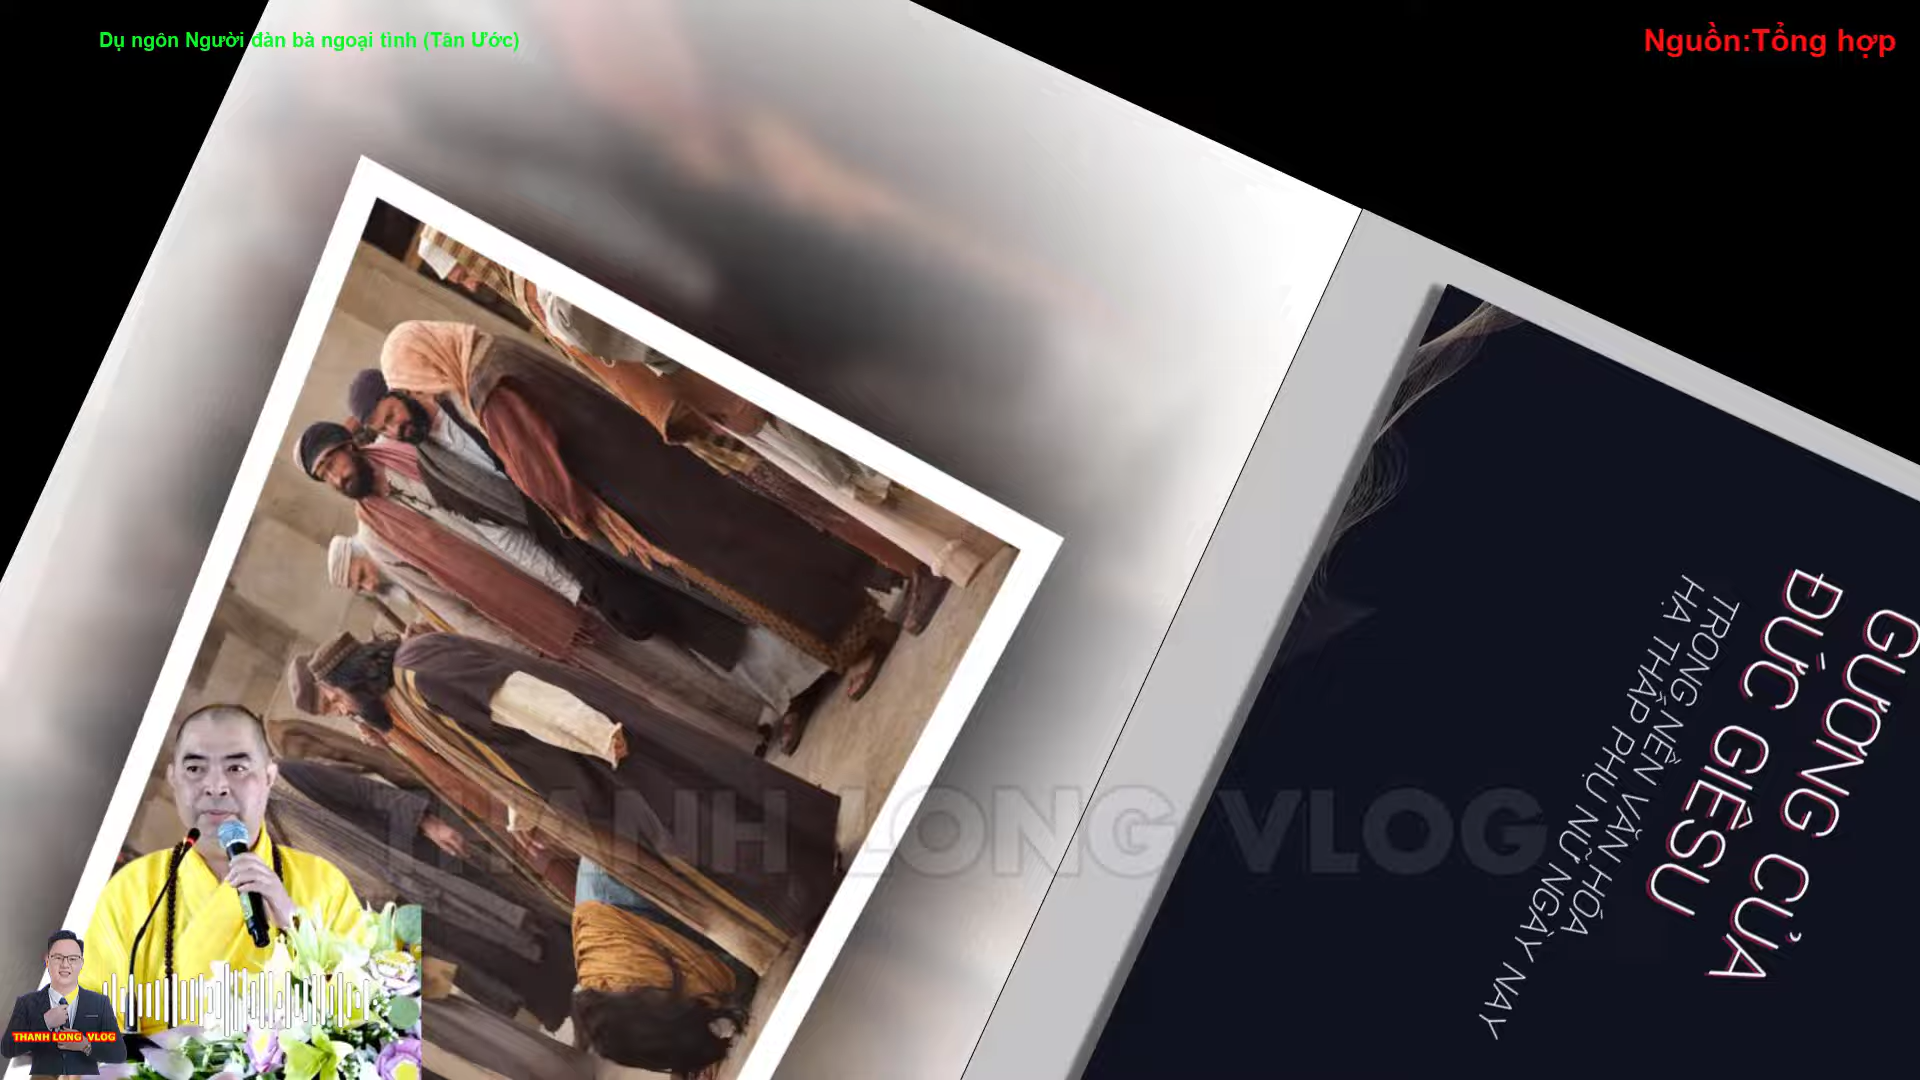 Dụ ngôn Người đàn bà ngoại tình (Tân Ước)
Nguồn:Tổng hợp
GƯƠNG CỦA
ĐỨC GIÊSU
TRONG NỀN VĂN HÓA
HẠ THẤP PHỤ NỮ NGÀY NAY
THANH LONG VLOG
THANH LONG VLOG